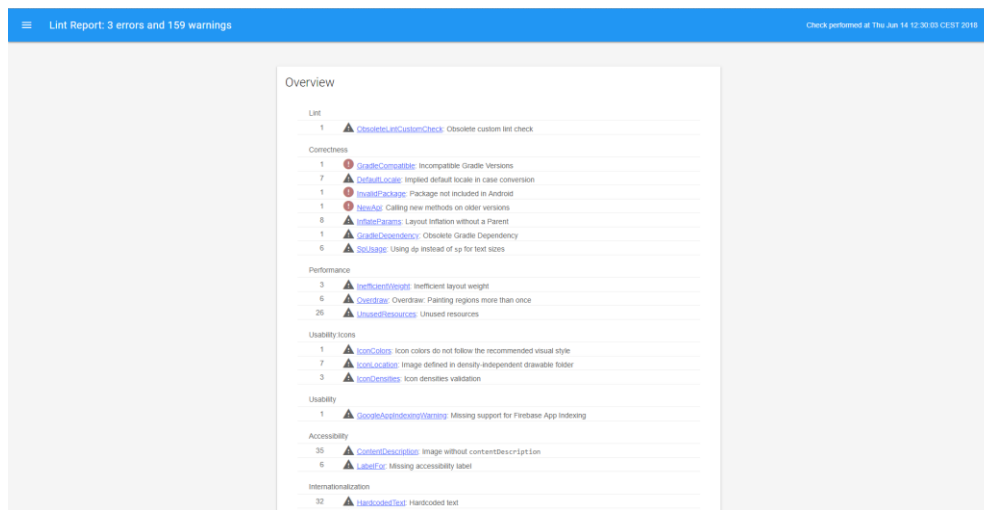 Lint Report: 3 errors and 159 warnings
Check performed at Thu Jun 14 12:30:03 CEST 2018
Overview
Lint
1 ObsoleteLintCustomCheck: Obsolete custom lint check
Correctness
1 GradleCompatible: Incompatible Gradle Versions
7 DefaultLocale: Implied default locale in case conversion
1 InvalidPackage: Package not included in Android
1 NewApi: Calling new methods on older versions
8 InflateParams: Layout Inflation without a Parent
1 GradleDependency: Obsolete Gradle Dependency
6 SpUsage: Using dp instead of sp for text sizes
Performance
3 InefficientWeight: Inefficient layout weight
6 Overdraw: Overdraw: Painting regions more than once
26 UnusedResources: Unused resources
Usability:Icons
1 IconColors: Icon colors do not follow the recommended visual style
7 IconLocation: Image defined in density-independent drawable folder
3 IconDensities: Icon densities validation
Usability
1 GoogleAppIndexingWarning: Missing support for Firebase App Indexing
Accessibility
35 ContentDescription: Image without contentDescription
6 LabelFor: Missing accessibility label
Internationalization
32 HardcodedText: Hardcoded text